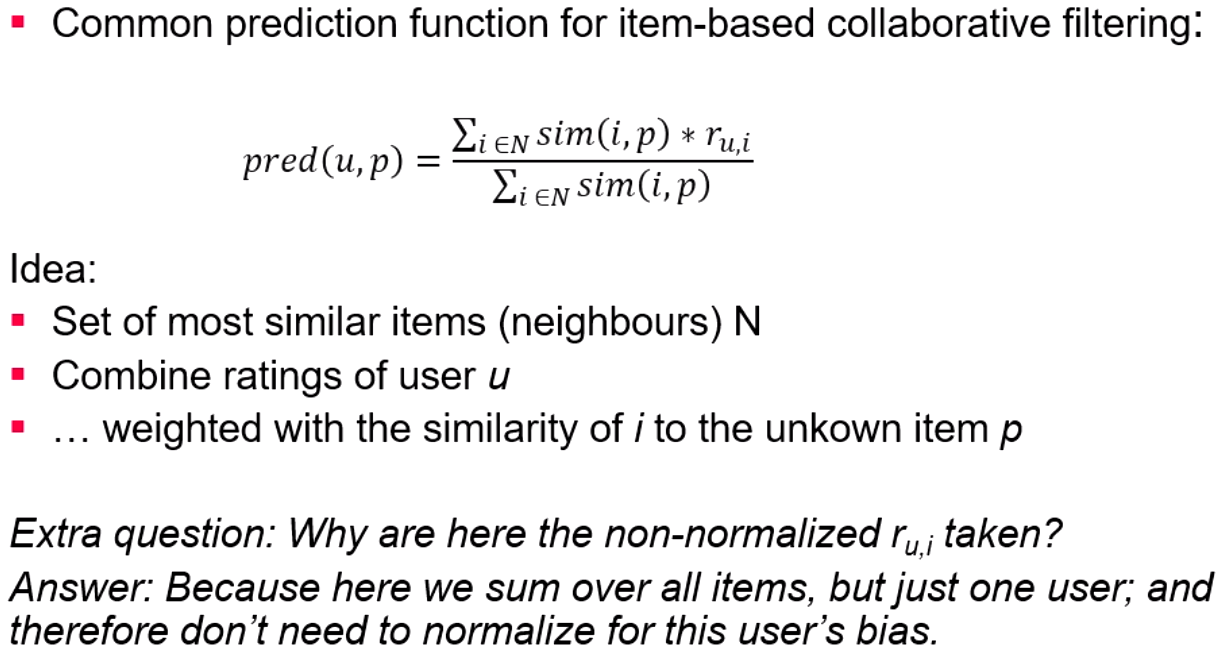 ▪ Common prediction function for item-based collaborative filtering:
pred(u, p) = \frac{\sum_{i ∈N} sim(i, p) * r_{u,i}}{\sum_{i ∈N} sim(i, p)}
Idea:
▪ Set of most similar items (neighbours) N
▪ Combine ratings of user u
▪ … weighted with the similarity of i to the unkown item p
Extra question: Why are here the non-normalized r_{u,i} taken?
Answer: Because here we sum over all items, but just one user; and
therefore don't need to normalize for this user's bias.